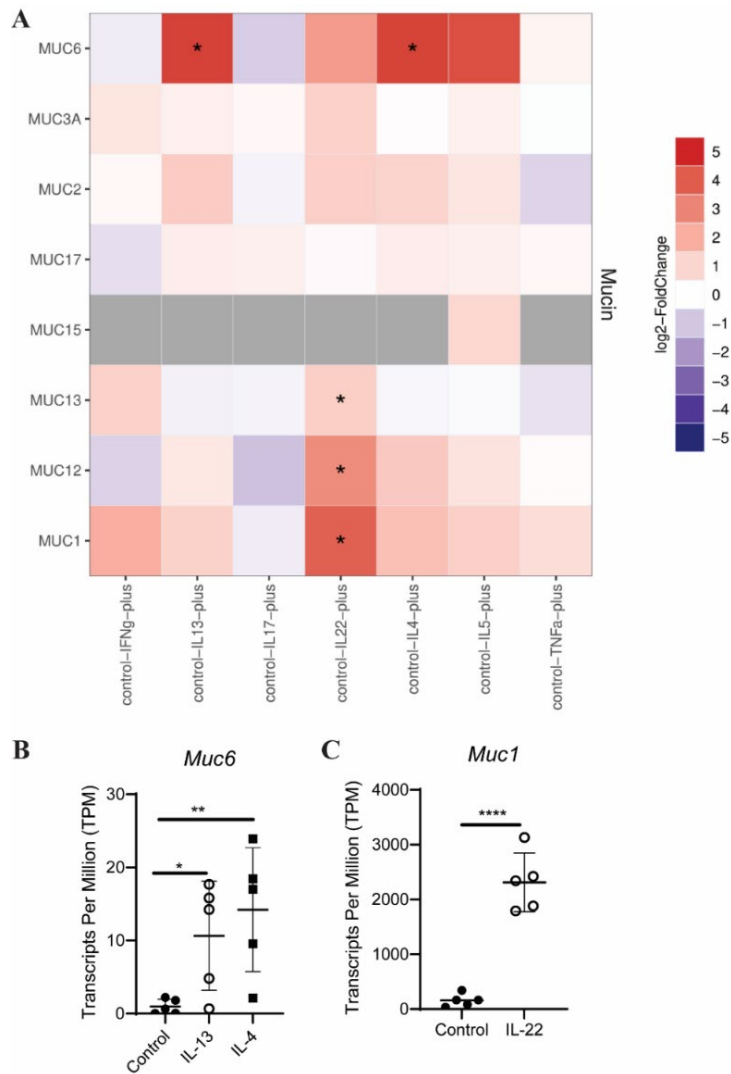 A
MUC6
MUC3A
MUC2
MUC17
MUC15
MUC13
MUC12
MUC1
* *
*
*
*
Mucin
control-IFNg-plus
control-IL13-plus
control-IL17-plus
control-IL22-plus
control-IL4-plus
control-IL5-plus
control-TNFa-plus
log2-FoldChange
5
4
3
2
1
0
-1
-2
-3
-4
-5
B
Muc6
Transcripts Per Million (TPM)
30
20
10
0
**
*
Control
IL-13
IL-4
C
Muc1
Transcripts Per Million (TPM)
4000
3000
2000
1000
0
****
Control
IL-22